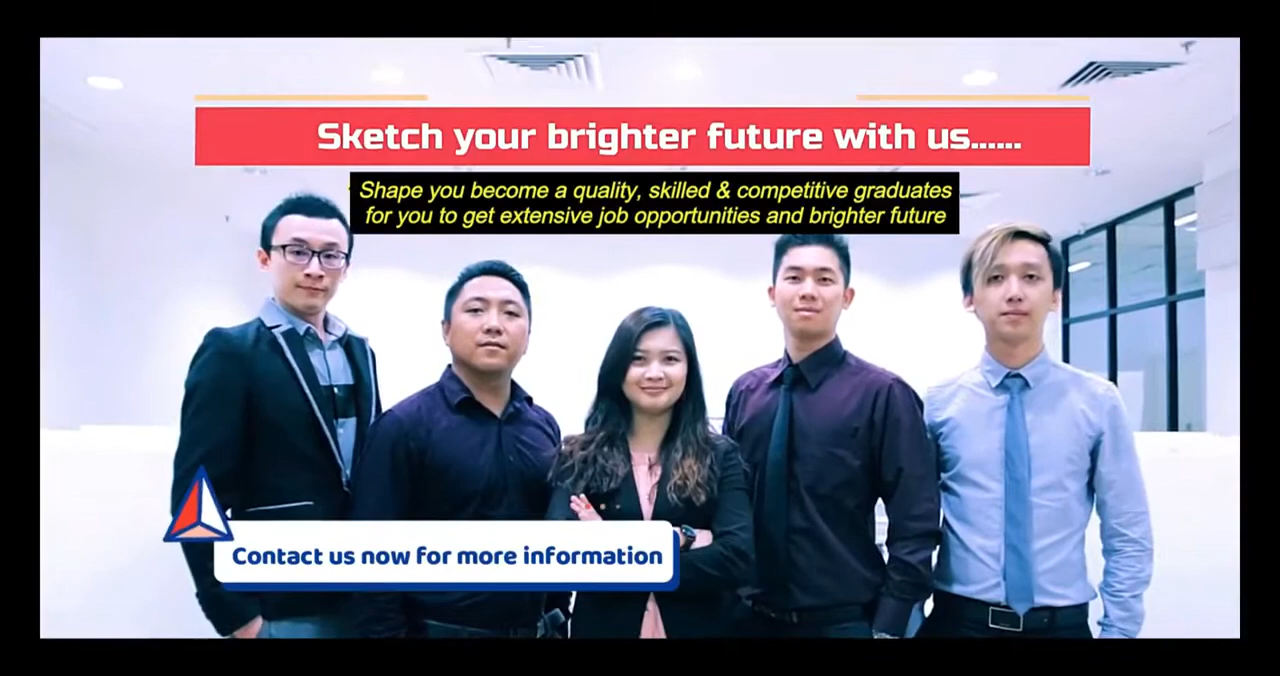 Sketch your brighter future with us......
Shape you become a quality, skilled & competitive graduates
for you to get extensive job opportunities and brighter future
Contact us now for more information